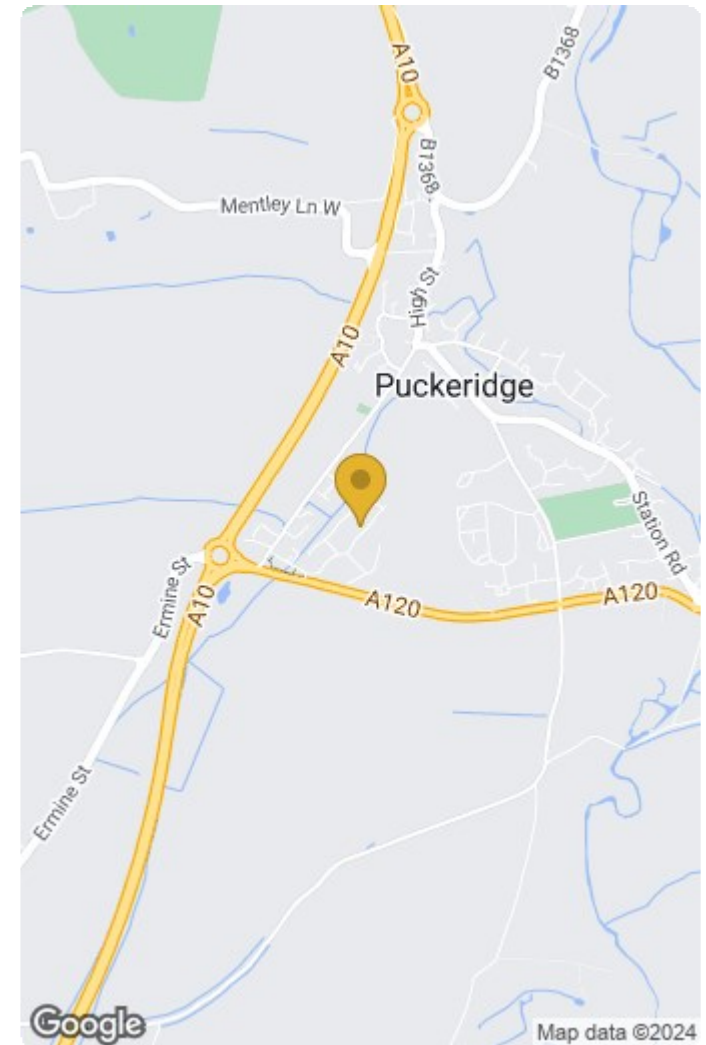 A10
B1368
B1368
Mentley Ln W
High St
A10
Puckeridge
Station Rd
Ermine St
A10
A120
A120
Ermine St
Google
Map data ©2024